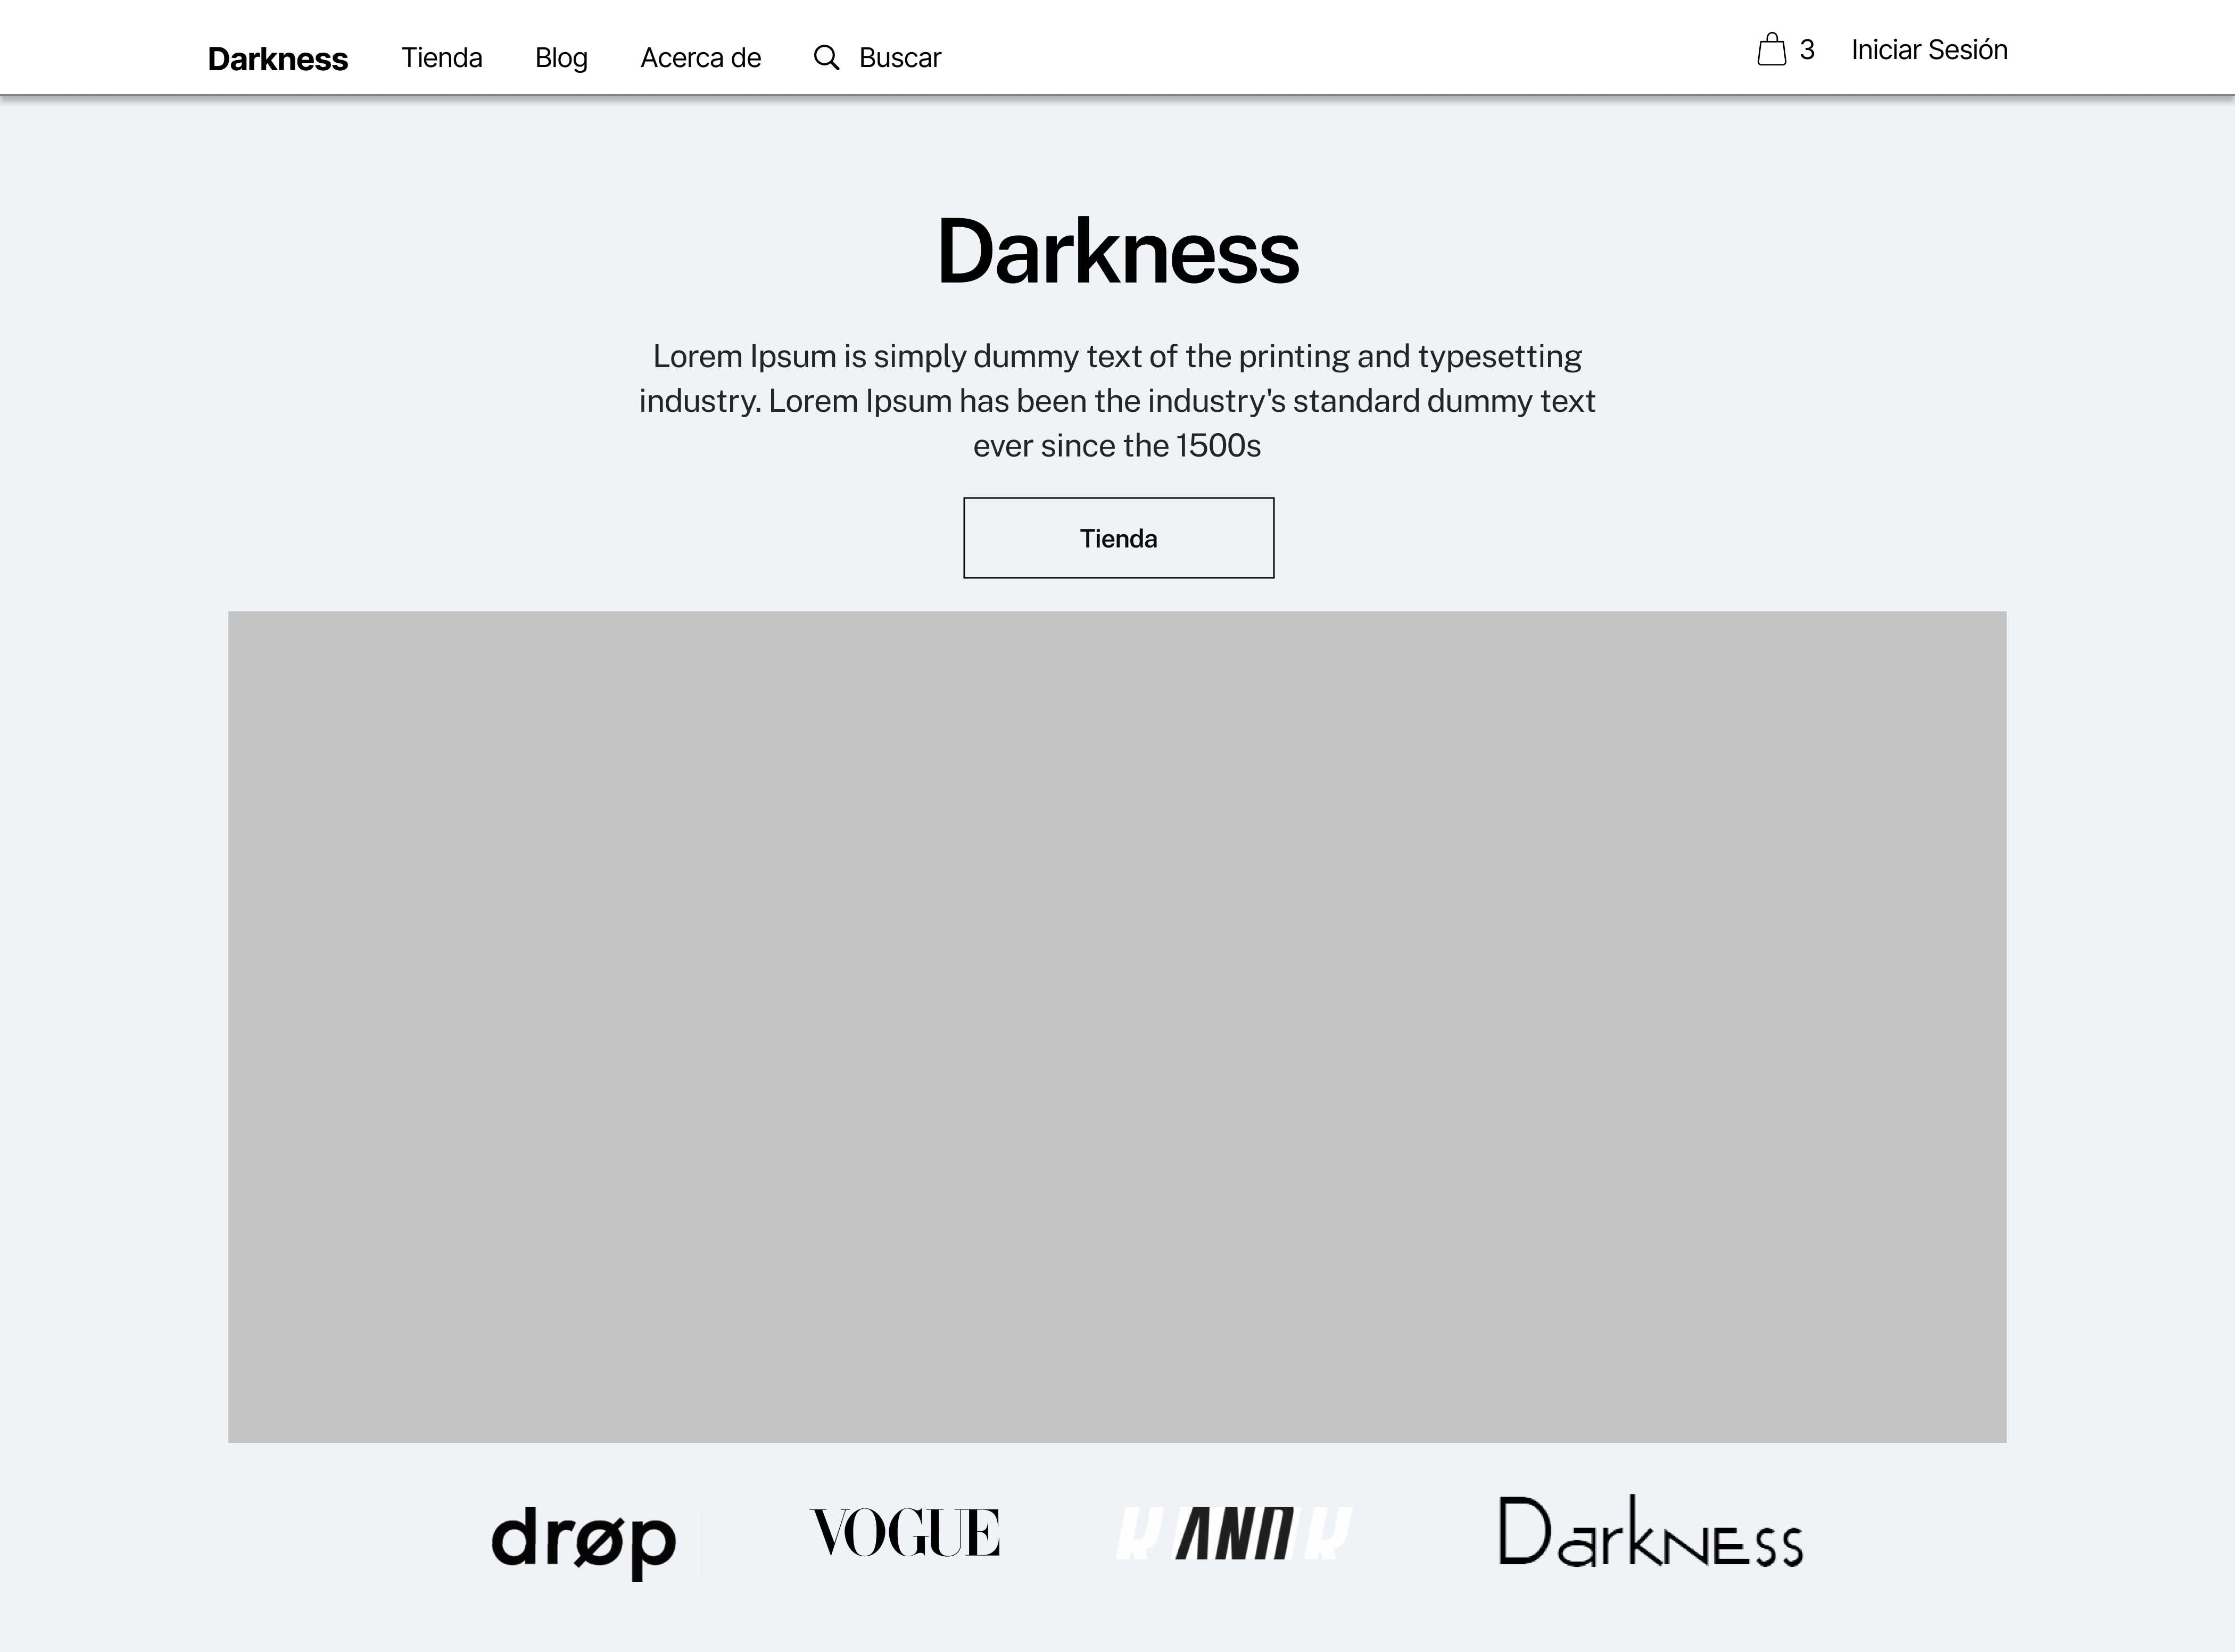 Darkness Tienda Blog Acerca de Buscar 3 Iniciar Sesión
Darkness
Lorem Ipsum is simply dummy text of the printing and typesetting
industry. Lorem Ipsum has been the industry's standard dummy text
ever since the 1500s
Tienda
drøp VOGUE Darkness